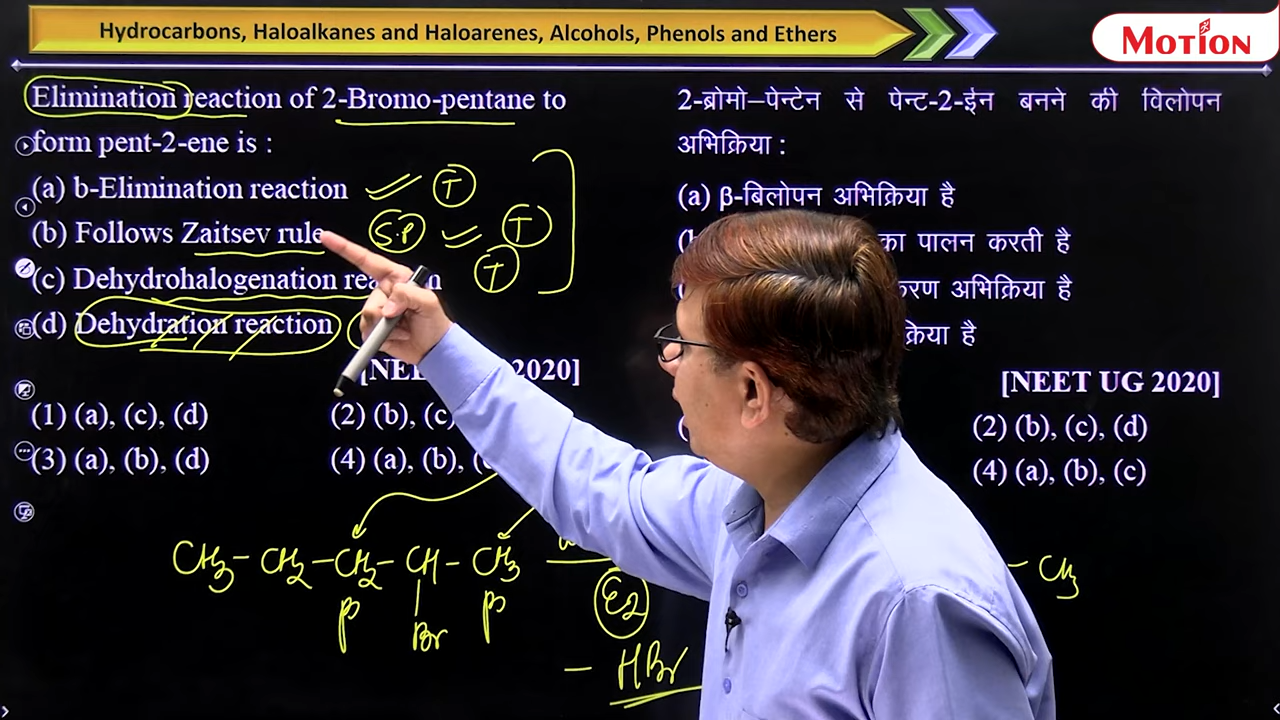 Hydrocarbons, Haloalkanes and Haloarenes, Alcohols, Phenols and Ethers
MOTION
Elimination reaction of 2-Bromo-pentane to
form pent-2-ene is :
(a) b-Elimination reaction T
(b) Follows Zaitsev rule S.P T
(c) Dehydrohalogenation T
(d) Dehydration reaction
2020]
(1) (a), (c), (d)
(2) (b), (c)
(3) (a), (b), (d)
(4) (a), (b),
2-ब्रोमो–पेन्टेन से पेन्ट-2-ईन बनने की विलोपन
अभिक्रिया :
(a) β-बिलोपन अभिक्रिया है
का पालन करती है
अभिक्रिया है
है
[NEET UG 2020]
(2) (b), (c), (d)
(4) (a), (b), (c)
CH3 – CH2 – CH2 – CH – CH3
β Br β
E2
– HBr
– CH3